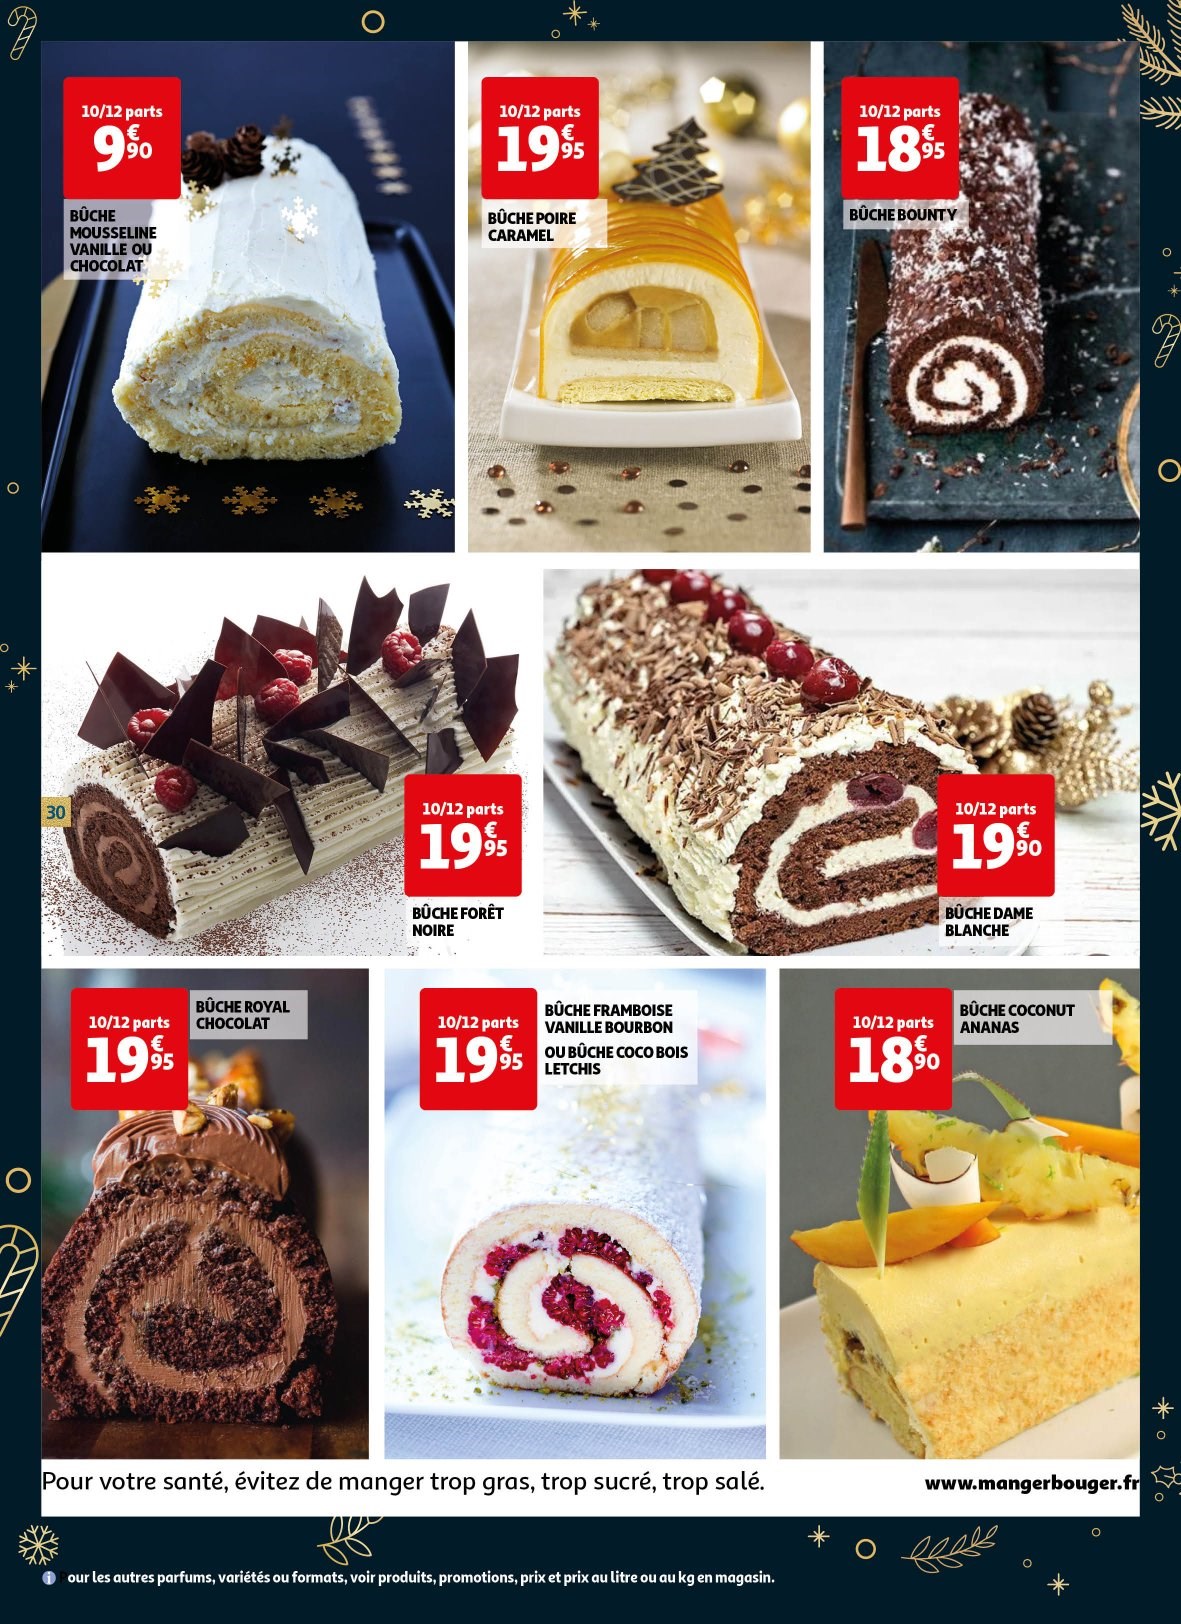 10/12 parts
9€90
BÛCHE
MOUSSELINE
VANILLE OU
CHOCOLAT
10/12 parts
19€95
BÛCHE POIRE
CARAMEL
10/12 parts
18€95
BÛCHE BOUNTY
30
10/12 parts
19€95
BÛCHE FORÊT
NOIRE
10/12 parts
19€90
BÛCHE DAME
BLANCHE
10/12 parts
19€95
BÛCHE ROYAL
CHOCOLAT
10/12 parts
19€95
BÛCHE FRAMBOISE
VANILLE BOURBON
OU BÛCHE COCO BOIS
LETCHIS
10/12 parts
18€90
BÛCHE COCONUT
ANANAS
Pour votre santé, évitez de manger trop gras, trop sucré, trop salé.
www.mangerbouger.fr
Pour les autres parfums, variétés ou formats, voir produits, promotions, prix et prix au litre ou au kg en magasin.